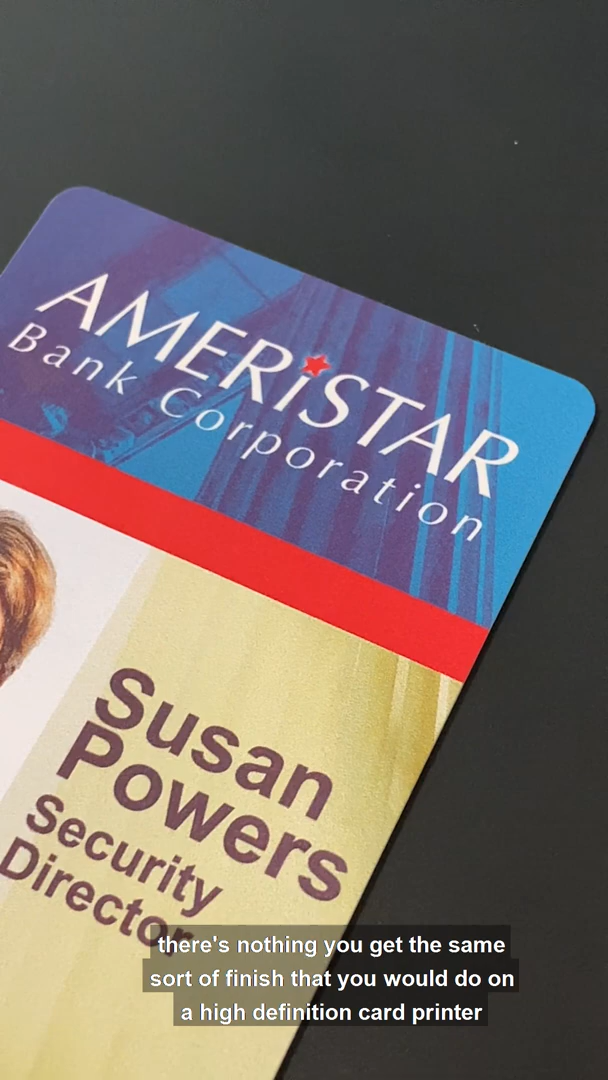 AMERiSTAR
Bank Corporation
Susan
Powers
Security
Director
there's nothing you get the same
sort of finish that you would do on
a high definition card printer